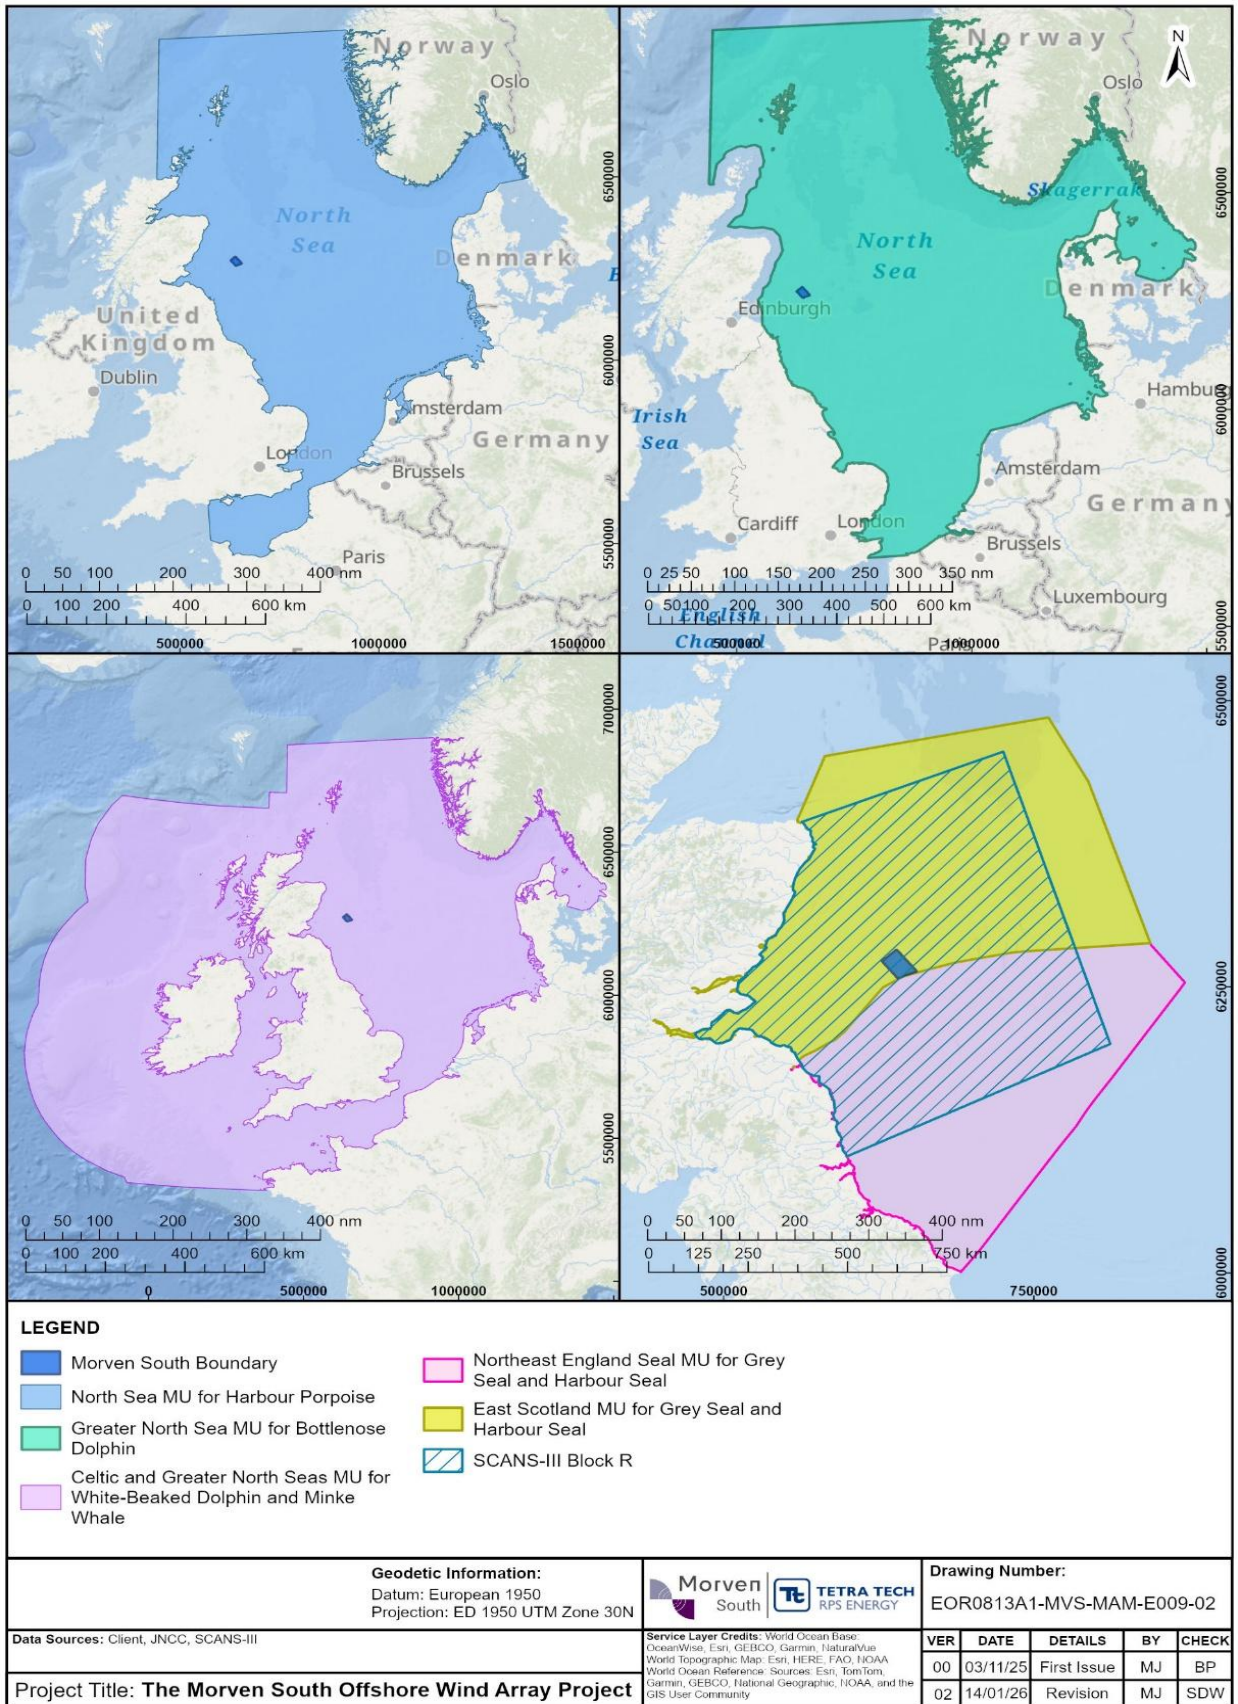 Norway
Oslo
North
Sea
Denmark
United
Kingdom
Dublin
Amsterdam
Germany
London
Brussels
Paris
0 50 100 200 300 400 nm
0 100 200 400 600 km
500000 1000000 1500000
6500000
6000000
5500000
N
Norway
Oslo
Skagerrak
North
Sea
Denmark
Edinburgh
Hamburg
Irish
Sea
Amsterdam
Germany
Cardiff
London
Brussels
Luxembourg
0 25 50 100 150 200 250 300 350 nm
0 50 100 200 300 400 500 600 km
English
Channel
Paris
500000 1000000
6500000
6000000
5500000
7000000
6500000
6000000
5500000
0 50 100 200 300 400 nm
0 100 200 400 600 km
0 500000 1000000
6500000
6250000
6000000
0 50 100 200 300 400 nm
0 125 250 500 750 km
500000 750000
LEGEND
Morven South Boundary
North Sea MU for Harbour Porpoise
Greater North Sea MU for Bottlenose
Dolphin
Celtic and Greater North Seas MU for
White-Beaked Dolphin and Minke
Whale
Northeast England Seal MU for Grey
Seal and Harbour Seal
East Scotland MU for Grey Seal and
Harbour Seal
SCANS-III Block R
Geodetic Information:
Datum: European 1950
Projection: ED 1950 UTM Zone 30N
Morven
South
Tt TETRA TECH
RPS ENERGY
Drawing Number:
EOR0813A1-MVS-MAM-E009-02
Data Sources: Client, JNCC, SCANS-III
Service Layer Credits: World Ocean Base:
OceanWise, Esri, GEBCO, Garmin, NaturalVue
World Topographic Map: Esri, HERE, FAO, NOAA
World Ocean Reference: Sources: Esri, TomTom,
Garmin, GEBCO, National Geographic, NOAA, and the
GIS User Community
VER DATE DETAILS BY CHECK
00 03/11/25 First Issue MJ BP
02 14/01/26 Revision MJ SDW
Project Title: The Morven South Offshore Wind Array Project